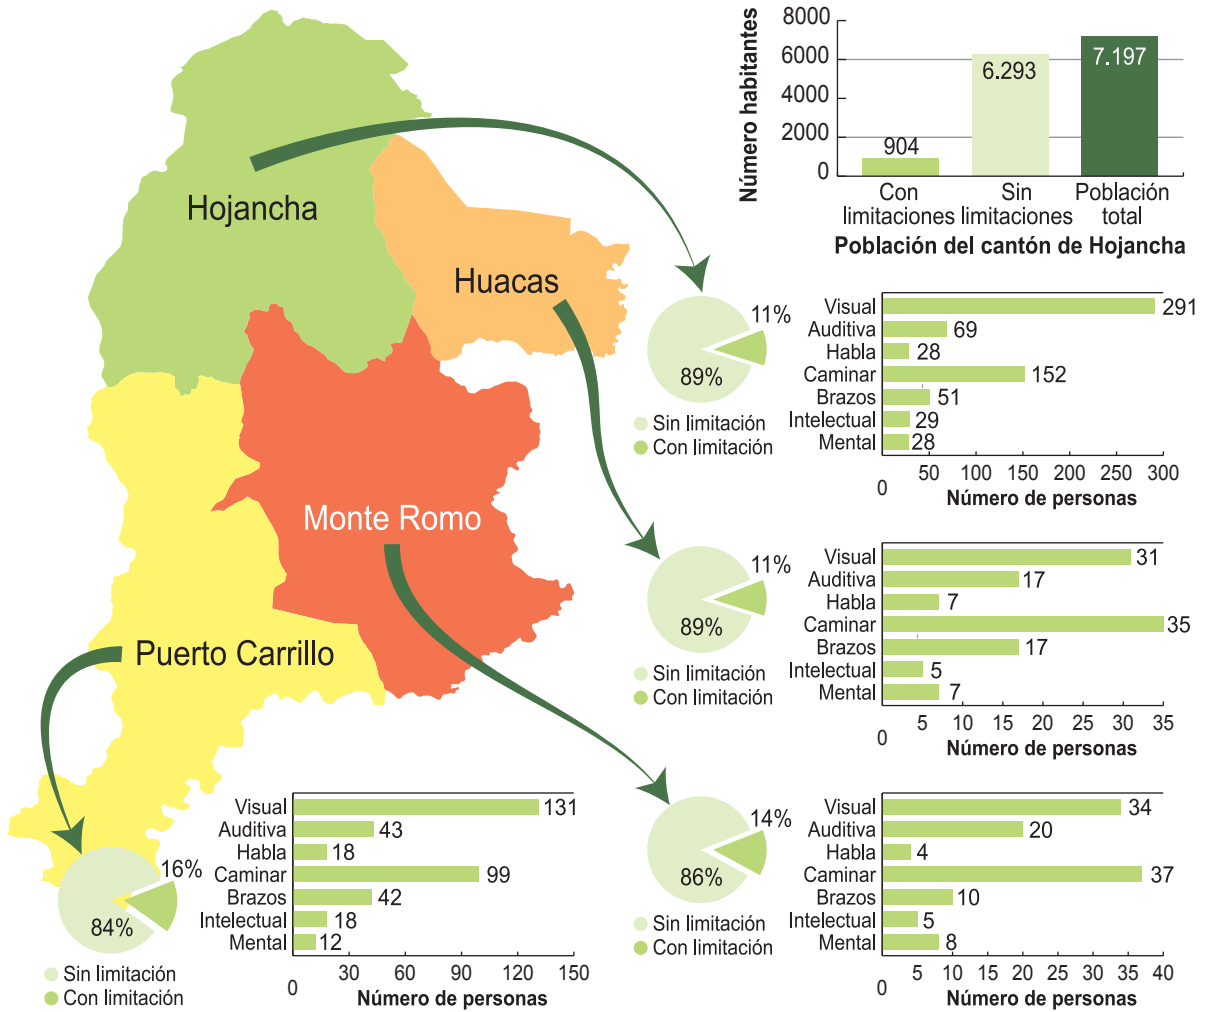 Número habitantes
8000
6000
4000
2000
0
904
6.293
7.197
Con
limitaciones
Sin
limitaciones
Población
total
Población del cantón de Hojancha
Hojancha
Huacas
Monte Romo
Puerto Carrillo
11%
89%
Sin limitación
Con limitación
Visual 291
Auditiva 69
Habla 28
Caminar 152
Brazos 51
Intelectual 29
Mental 28
0 50 100 150 200 250 300
Número de personas
11%
89%
Sin limitación
Con limitación
Visual 31
Auditiva 17
Habla 7
Caminar 35
Brazos 17
Intelectual 5
Mental 7
0 5 10 15 20 25 30 35
Número de personas
16%
84%
Sin limitación
Con limitación
Visual 131
Auditiva 43
Habla 18
Caminar 99
Brazos 42
Intelectual 18
Mental 12
0 30 60 90 120 150
Número de personas
14%
86%
Sin limitación
Con limitación
Visual 34
Auditiva 20
Habla 4
Caminar 37
Brazos 10
Intelectual 5
Mental 8
0 5 10 15 20 25 30 35 40
Número de personas